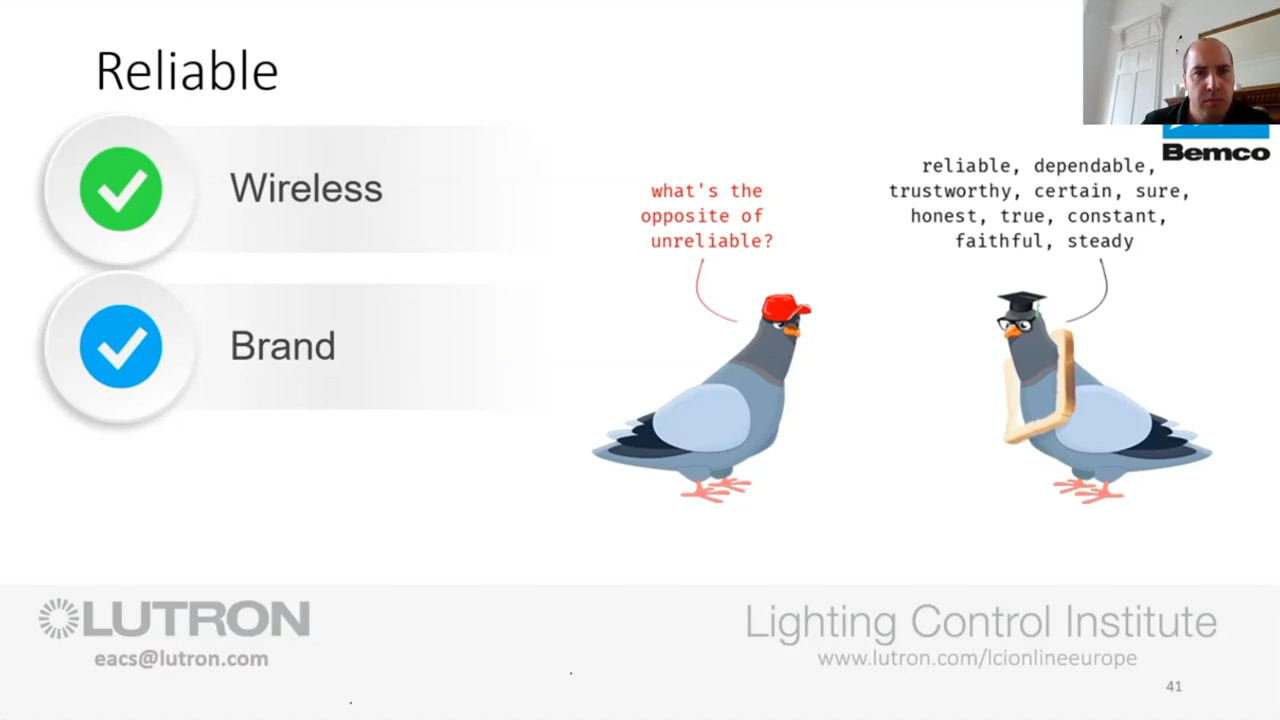 Reliable
Wireless
Brand
what's the
opposite of
unreliable?
reliable, dependable,
trustworthy, certain, sure,
honest, true, constant,
faithful, steady
Bemco
LUTRON
eacs@lutron.com
Lighting Control Institute
www.lutron.com/lcionlineeurope
41